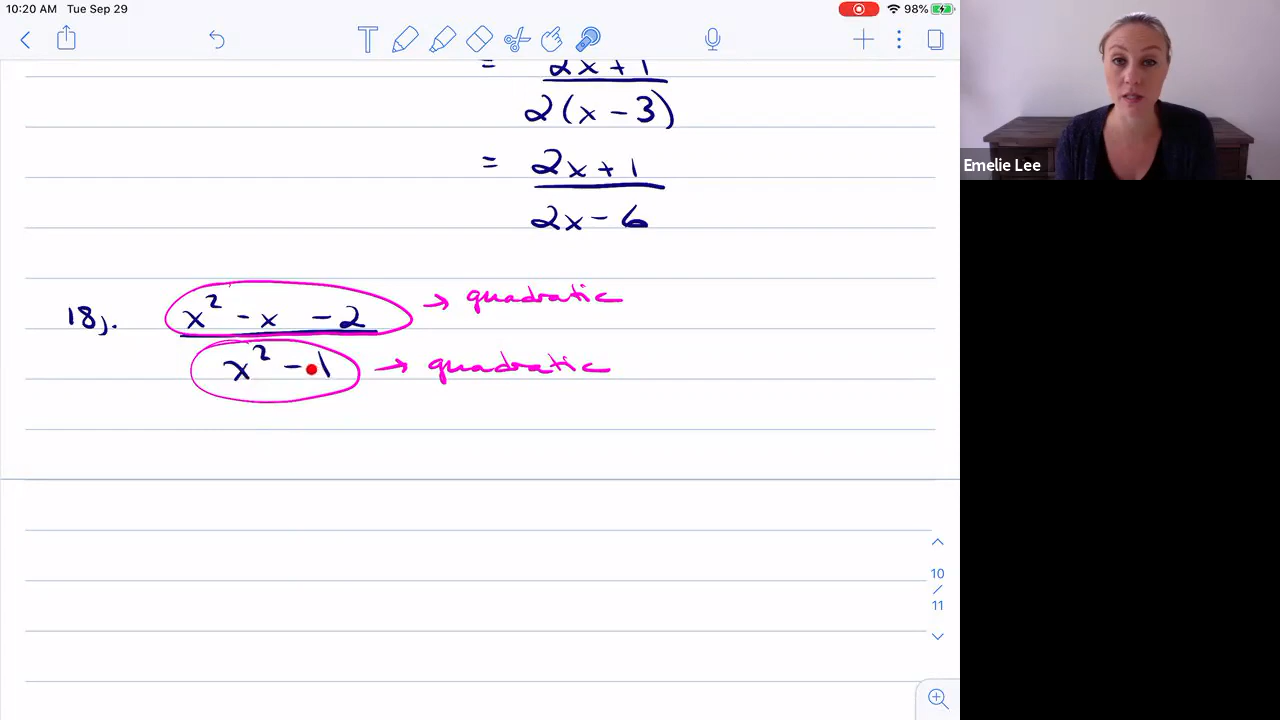 10:20 AM Tue Sep 29
98%
= 2x + 1
2(x - 3)
= 2x + 1
2x - 6
18j. x² - x - 2 → quadratic
x² - 1 → quadratic
Emelie Lee
10
/
11